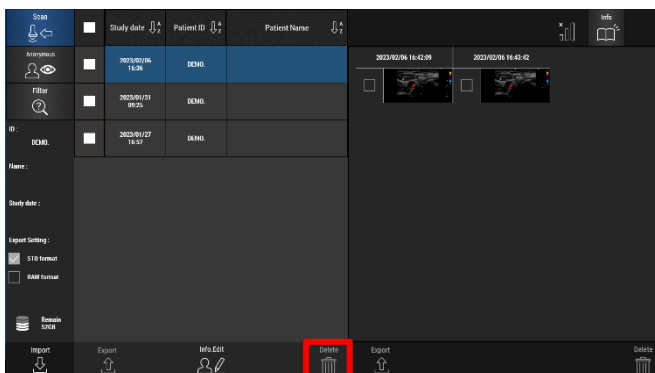 Scan
Study date
Patient ID
Patient Name
Info
Anonymous
2023/02/06
16:36
DEMO.
2023/02/06 16:42:09
2023/02/06 16:43:42
Filter
2023/01/31
09:25
DEMO.
ID :
DEMO.
2023/01/27
16:57
DEMO.
Name :
Study date :
Export Setting :
STD format
RAW format
Remain
52GB
Import
Export
Info.Edit
Delete
Export
Delete